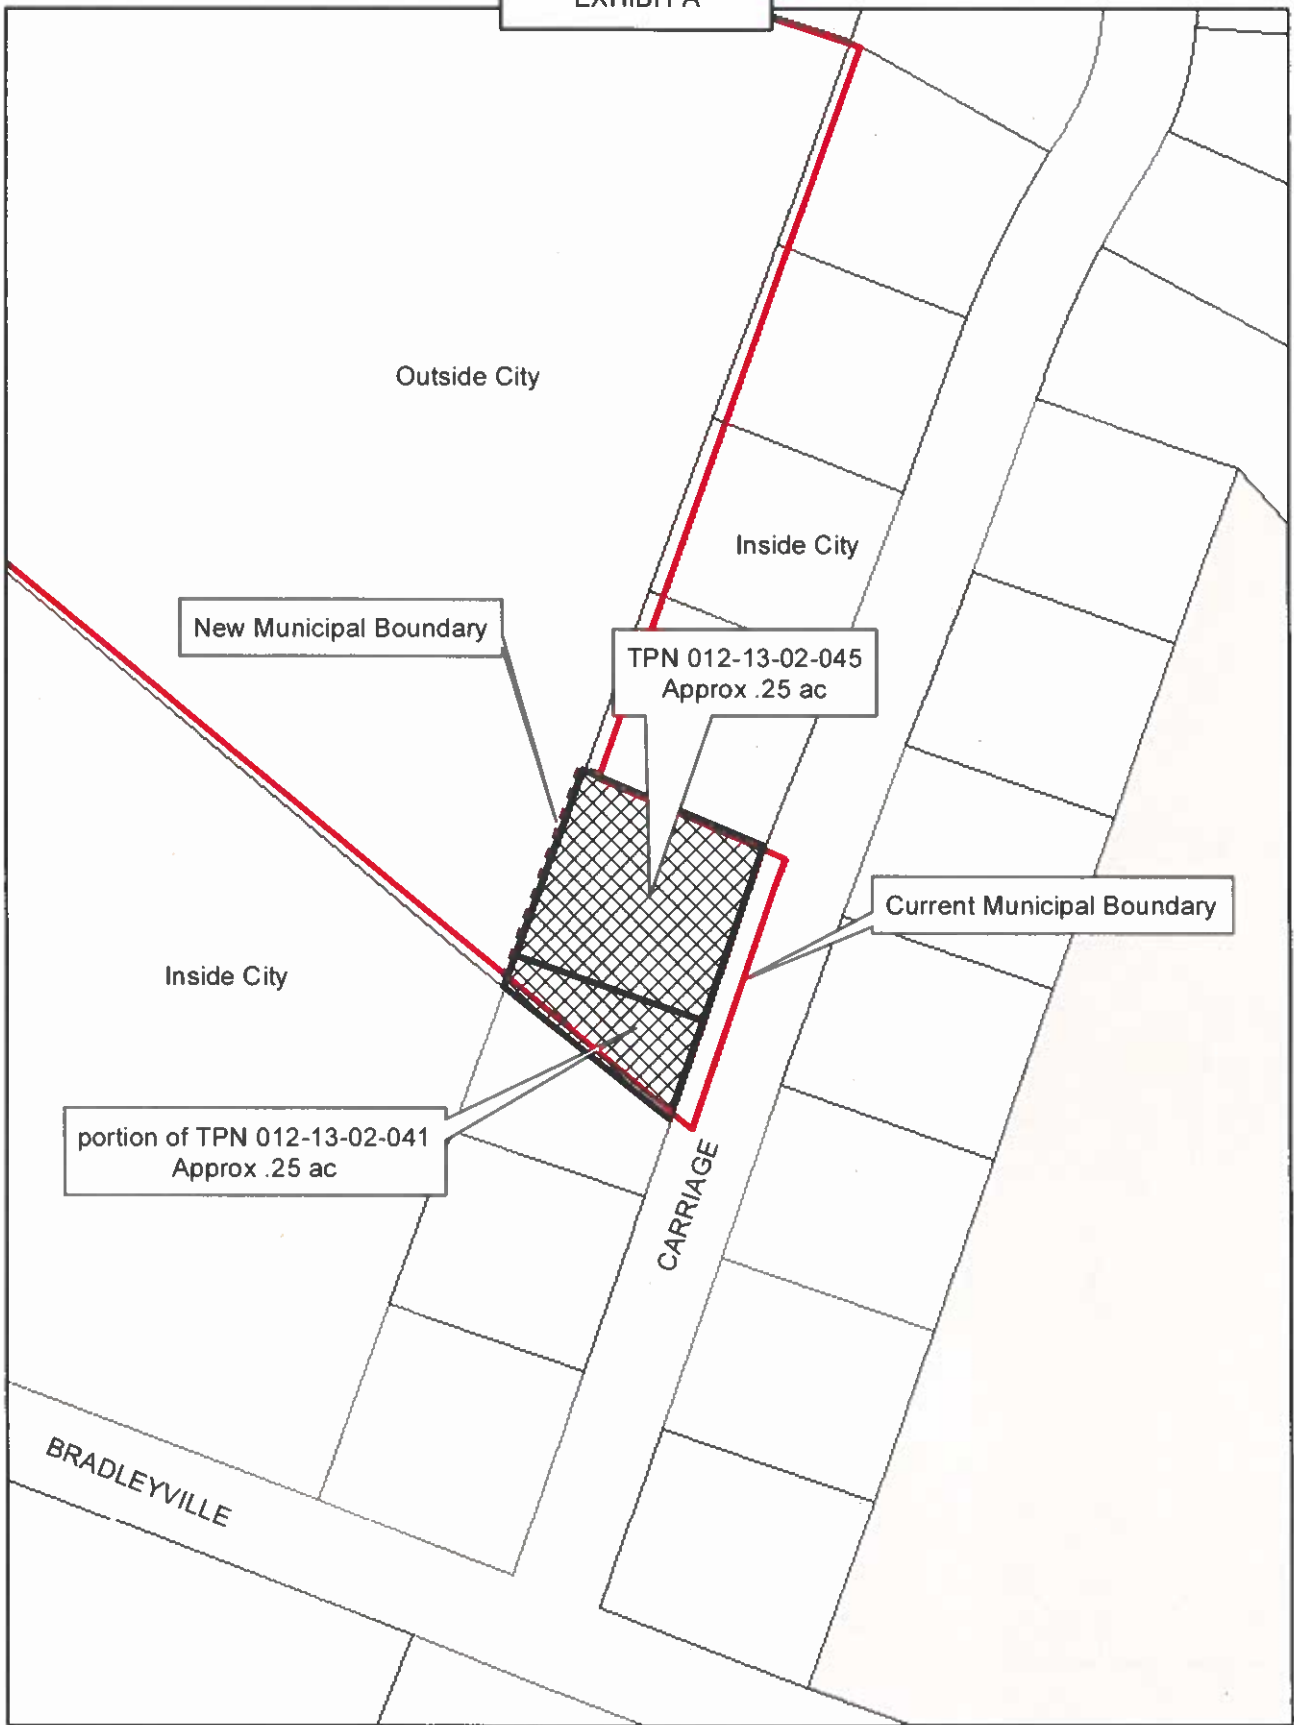 EXHIBIT A
Outside City
Inside City
New Municipal Boundary
TPN 012-13-02-045
Approx .25 ac
Current Municipal Boundary
Inside City
portion of TPN 012-13-02-041
Approx .25 ac
CARRIAGE
BRADLEYVILLE